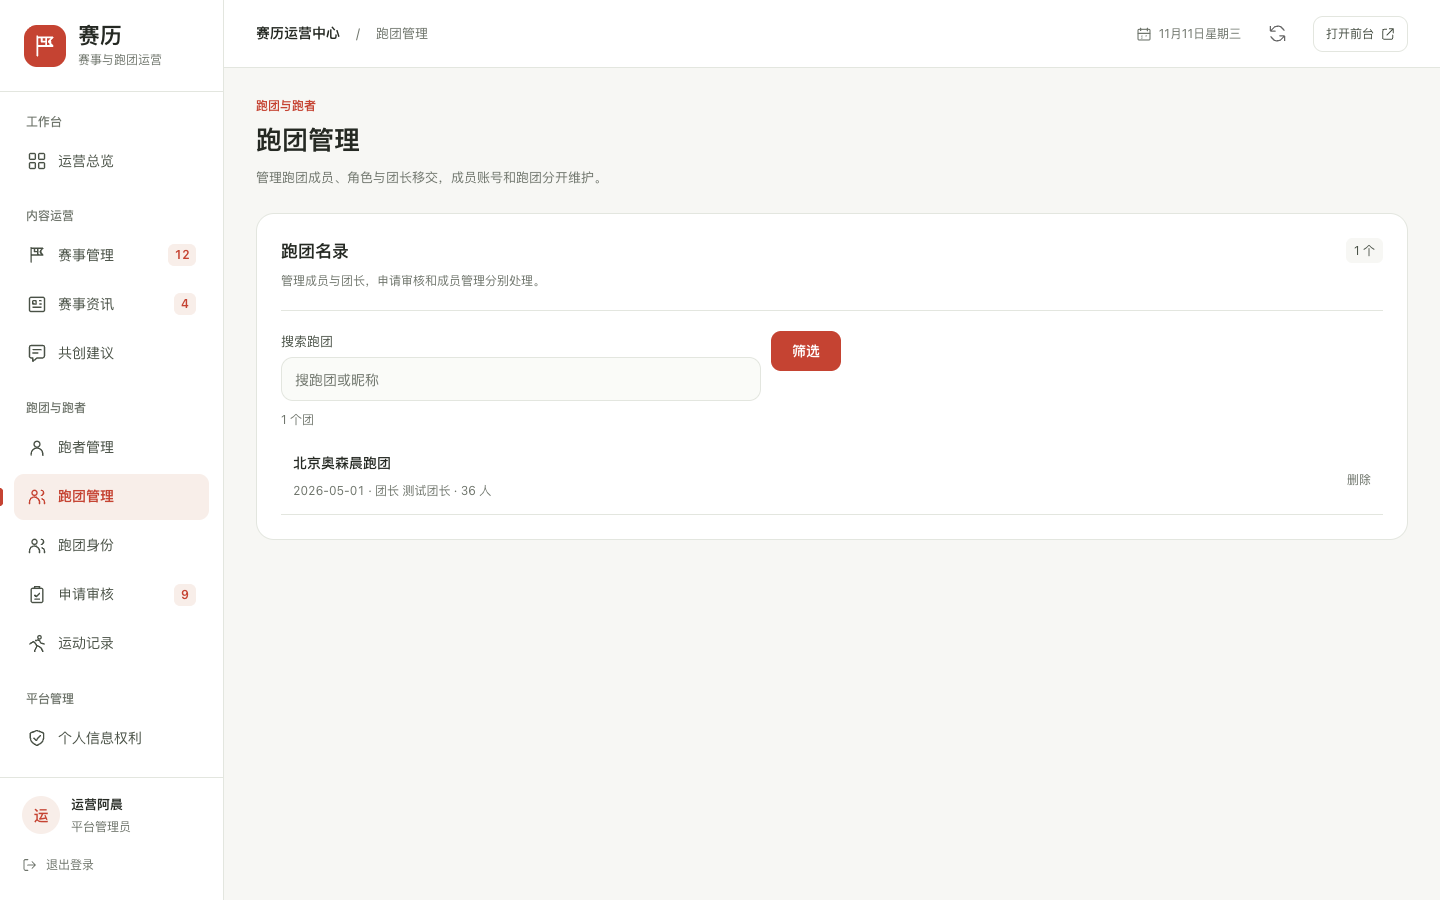 赛历
赛事与跑团运营
工作台
运营总览
内容运营
赛事管理 12
赛事资讯 4
共创建议
跑团与跑者
跑者管理
跑团管理
跑团身份
申请审核 9
运动记录
平台管理
个人信息权利
运
运营阿晨
平台管理员
退出登录
赛历运营中心 / 跑团管理
11月11日星期三
打开前台
跑团与跑者
跑团管理
管理跑团成员、角色与团长移交，成员账号和跑团分开维护。
跑团名录
1 个
管理成员与团长，申请审核和成员管理分别处理。
搜索跑团
搜跑团或昵称
筛选
1 个团
北京奥森晨跑团
2026-05-01 · 团长 测试团长 · 36 人
删除